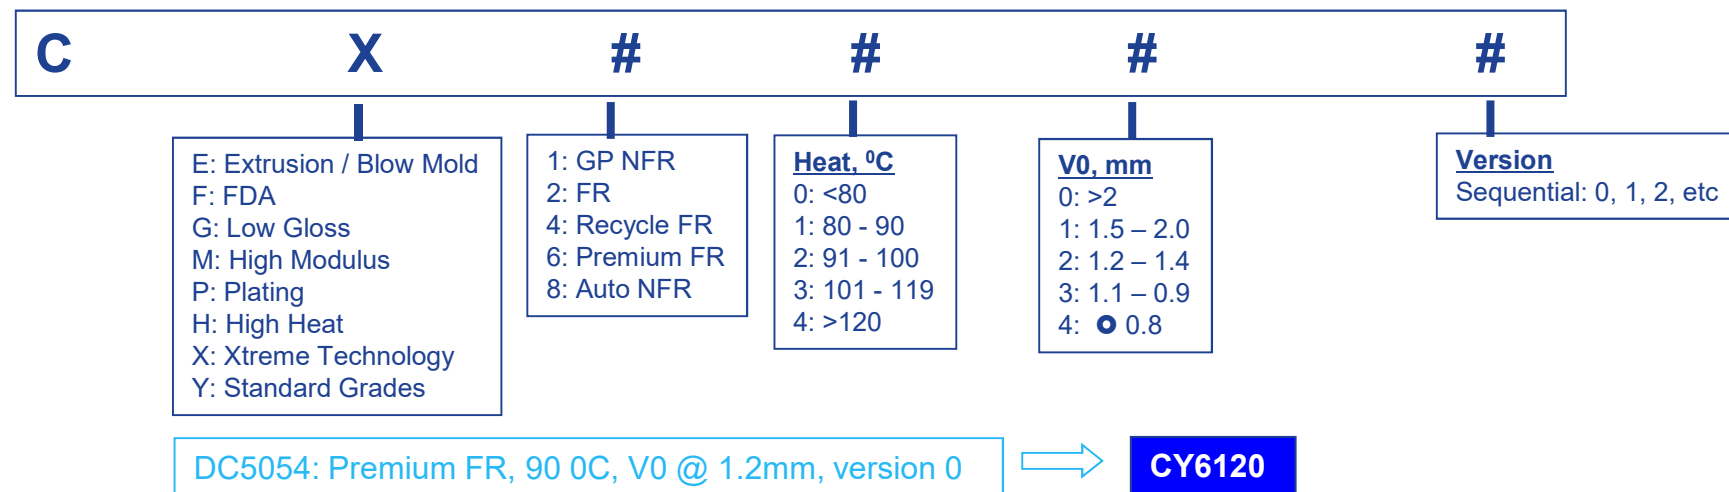 C X # # # #
E: Extrusion / Blow Mold
F: FDA
G: Low Gloss
M: High Modulus
P: Plating
H: High Heat
X: Xtreme Technology
Y: Standard Grades
1: GP NFR
2: FR
4: Recycle FR
6: Premium FR
8: Auto NFR
Heat, ⁰C
0: <80
1: 80 - 90
2: 91 - 100
3: 101 - 119
4: >120
V0, mm
0: >2
1: 1.5 – 2.0
2: 1.2 – 1.4
3: 1.1 – 0.9
4: 0.8
Version
Sequential: 0, 1, 2, etc
DC5054: Premium FR, 90 0C, V0 @ 1.2mm, version 0
CY6120